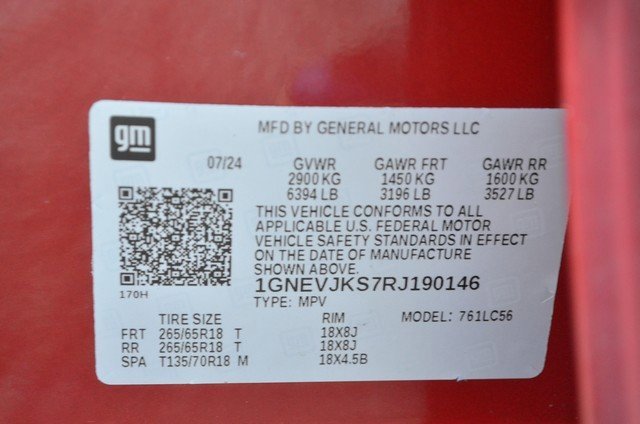 gm
MFD BY GENERAL MOTORS LLC
07/24 GVWR GAWR FRT GAWR RR
2900 KG 1450 KG 1600 KG
6394 LB 3196 LB 3527 LB
THIS VEHICLE CONFORMS TO ALL
APPLICABLE U.S. FEDERAL MOTOR
VEHICLE SAFETY STANDARDS IN EFFECT
ON THE DATE OF MANUFACTURE
SHOWN ABOVE.
170H
1GNEVJKS7RJ190146
TYPE: MPV
TIRE SIZE RIM MODEL: 761LC56
FRT 265/65R18 T 18X8J
RR 265/65R18 T 18X8J
SPA T135/70R18 M 18X4.5B